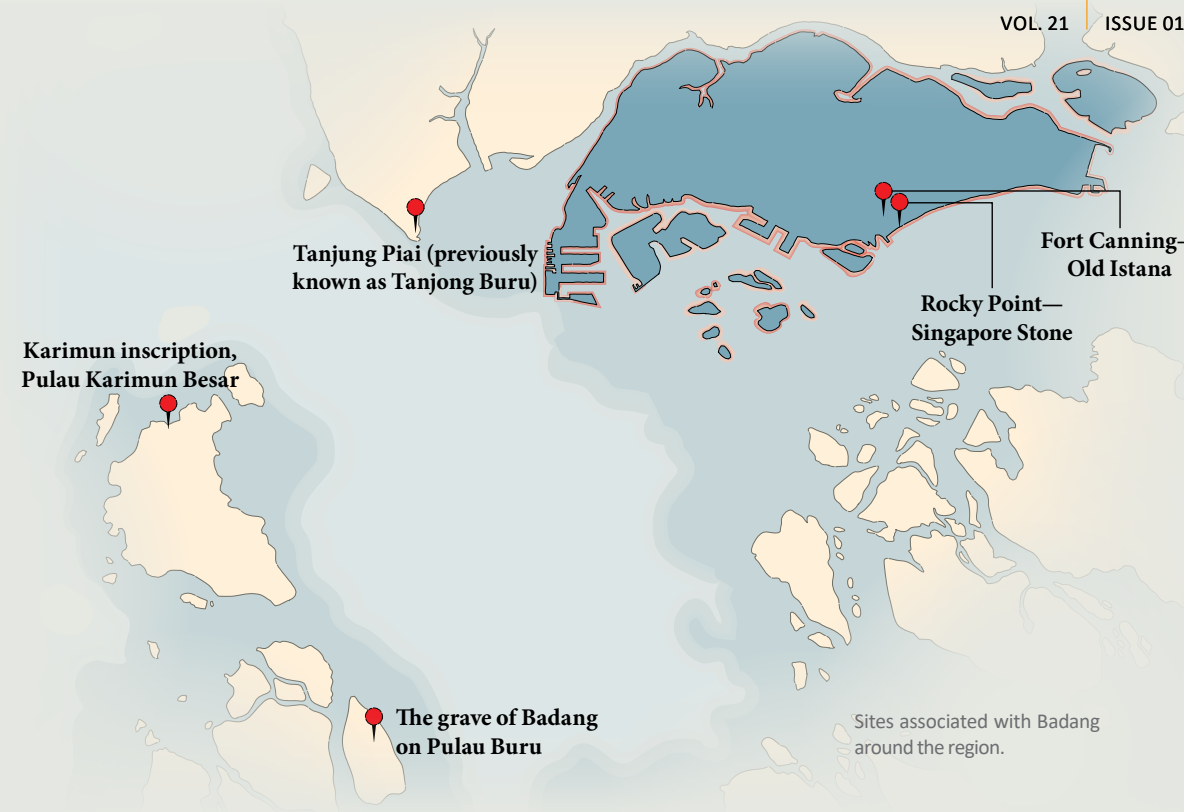 VOL. 21 ISSUE 01
Tanjung Piai (previously
known as Tanjong Buru)
Fort Canning—
Old Istana
Rocky Point—
Singapore Stone
Karimun inscription,
Pulau Karimun Besar
The grave of Badang
on Pulau Buru
Sites associated with Badang
around the region.